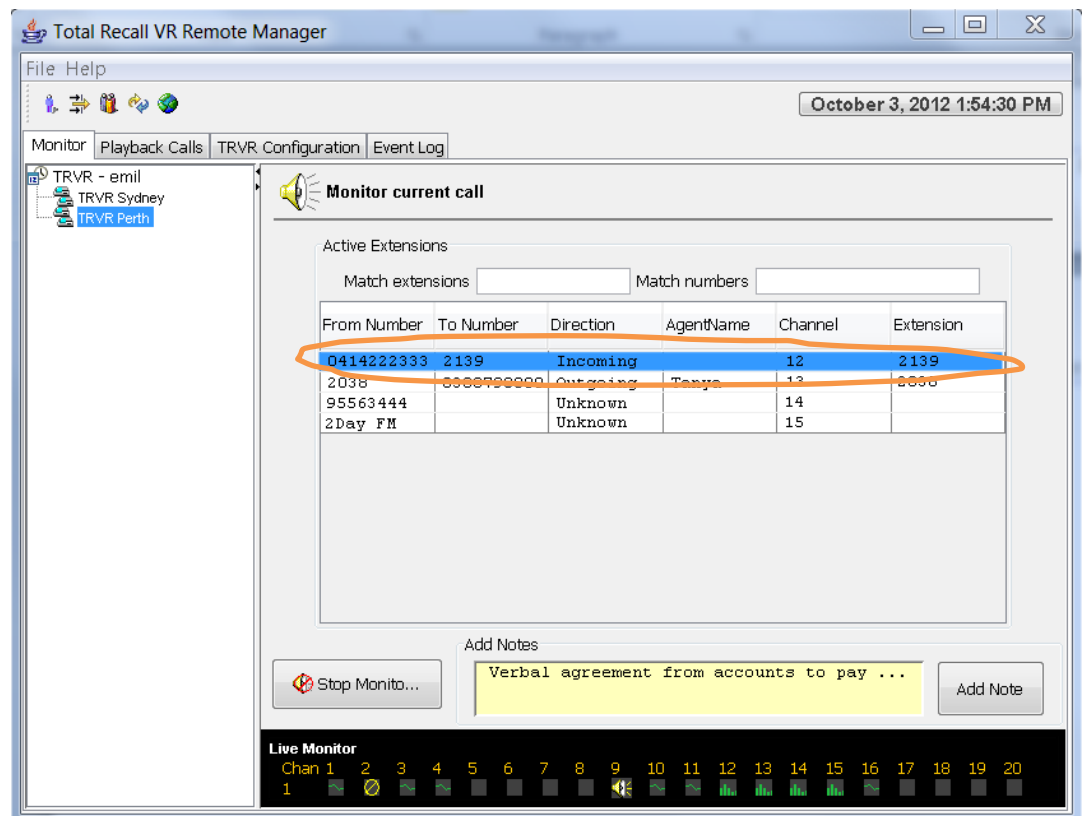 Total Recall VR Remote Manager
File Help
October 3, 2012 1:54:30 PM
Monitor Playback Calls TRVR Configuration Event Log
TRVR - emil
TRVR Sydney
TRVR Perth
Monitor current call
Active Extensions
Match extensions Match numbers
From Number To Number Direction AgentName Channel Extension
0414222333 2139 Incoming 12 2139
2038 Outgoing Tanya 13
95563444 Unknown 14
2Day FM Unknown 15
Add Notes
Stop Monito... Verbal agreement from accounts to pay ... Add Note
Live Monitor
Chan 1 2 3 4 5 6 7 8 9 10 11 12 13 14 15 16 17 18 19 20
1